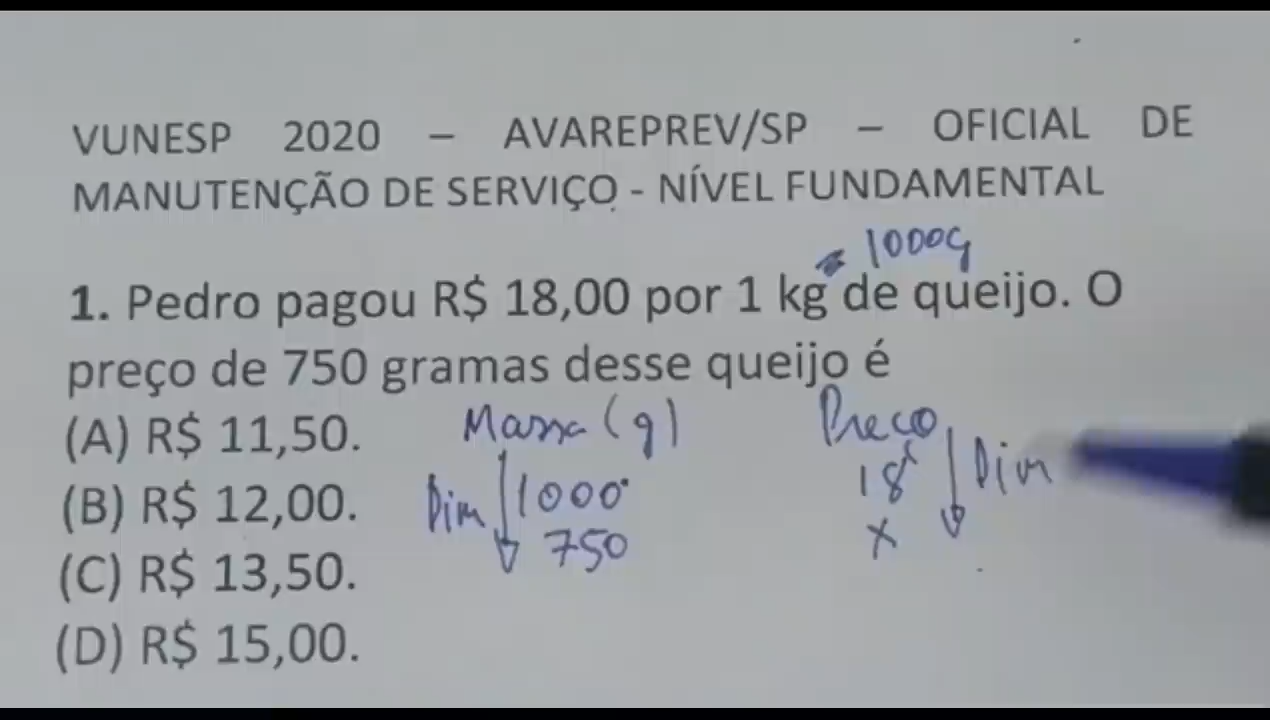 VUNESP 2020 – AVAREPREV/SP – OFICIAL DE
MANUTENÇÃO DE SERVIÇO - NÍVEL FUNDAMENTAL
= 1000g
1. Pedro pagou R$ 18,00 por 1 kg de queijo. O
preço de 750 gramas desse queijo é
(A) R$ 11,50.
(B) R$ 12,00.
(C) R$ 13,50.
(D) R$ 15,00.
Massa (g) Preço
Dim 1000 18 Dim
750 x